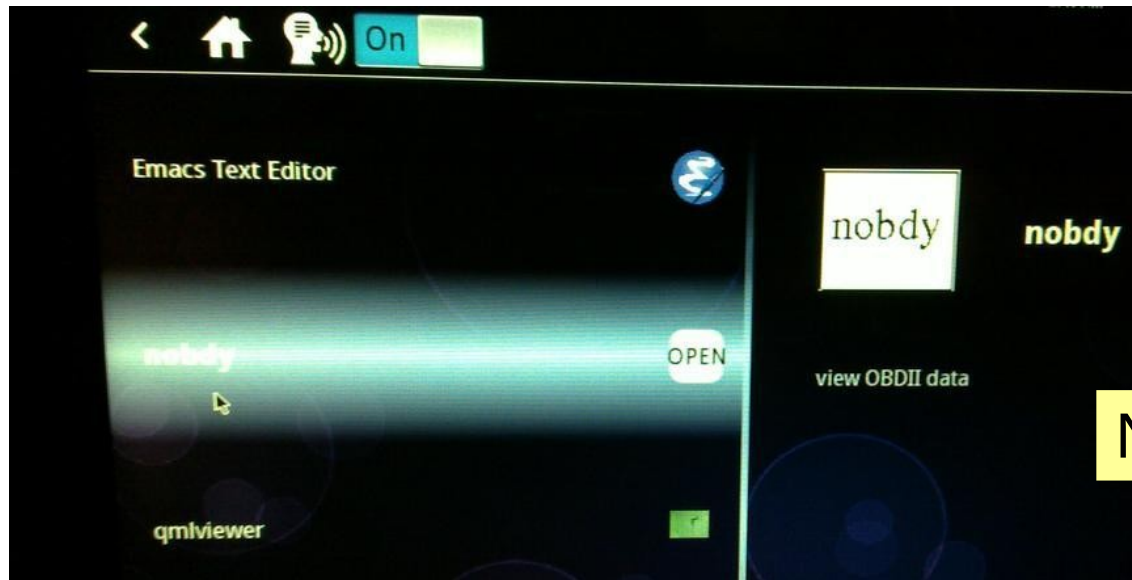 On
Emacs Text Editor
nobdy
OPEN
qmlviewer
nobdy
nobdy
view OBDII data
N